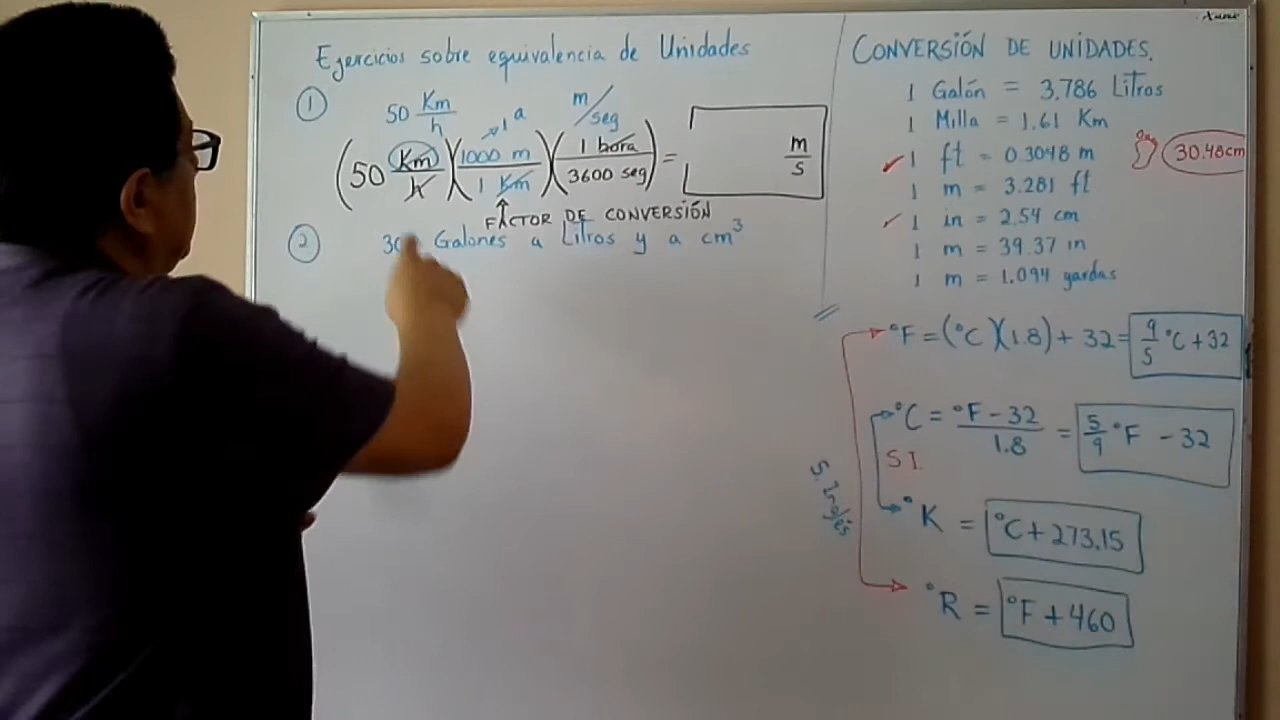 Ejercicios sobre equivalencia de Unidades
① 50 Km/h a m/seg
(50 Km/h)(1000 m/1 Km)(1 hora/3600 seg) = m/s
FACTOR DE CONVERSIÓN
② Galones a Litros y a cm³
CONVERSIÓN DE UNIDADES.
1 Galón = 3.786 Litros
1 Milla = 1.61 Km
✓ 1 ft = 0.3048 m 30.48cm
1 m = 3.281 ft
✓ 1 in = 2.54 cm
1 m = 39.37 in
1 m = 1.094 yardas
°F = (°C)(1.8) + 32 = 9/5 °C + 32
°C = °F - 32/1.8 = 5/9 °F - 32
S I.
S. Inglés
°K = °C + 273.15
°R = °F + 460